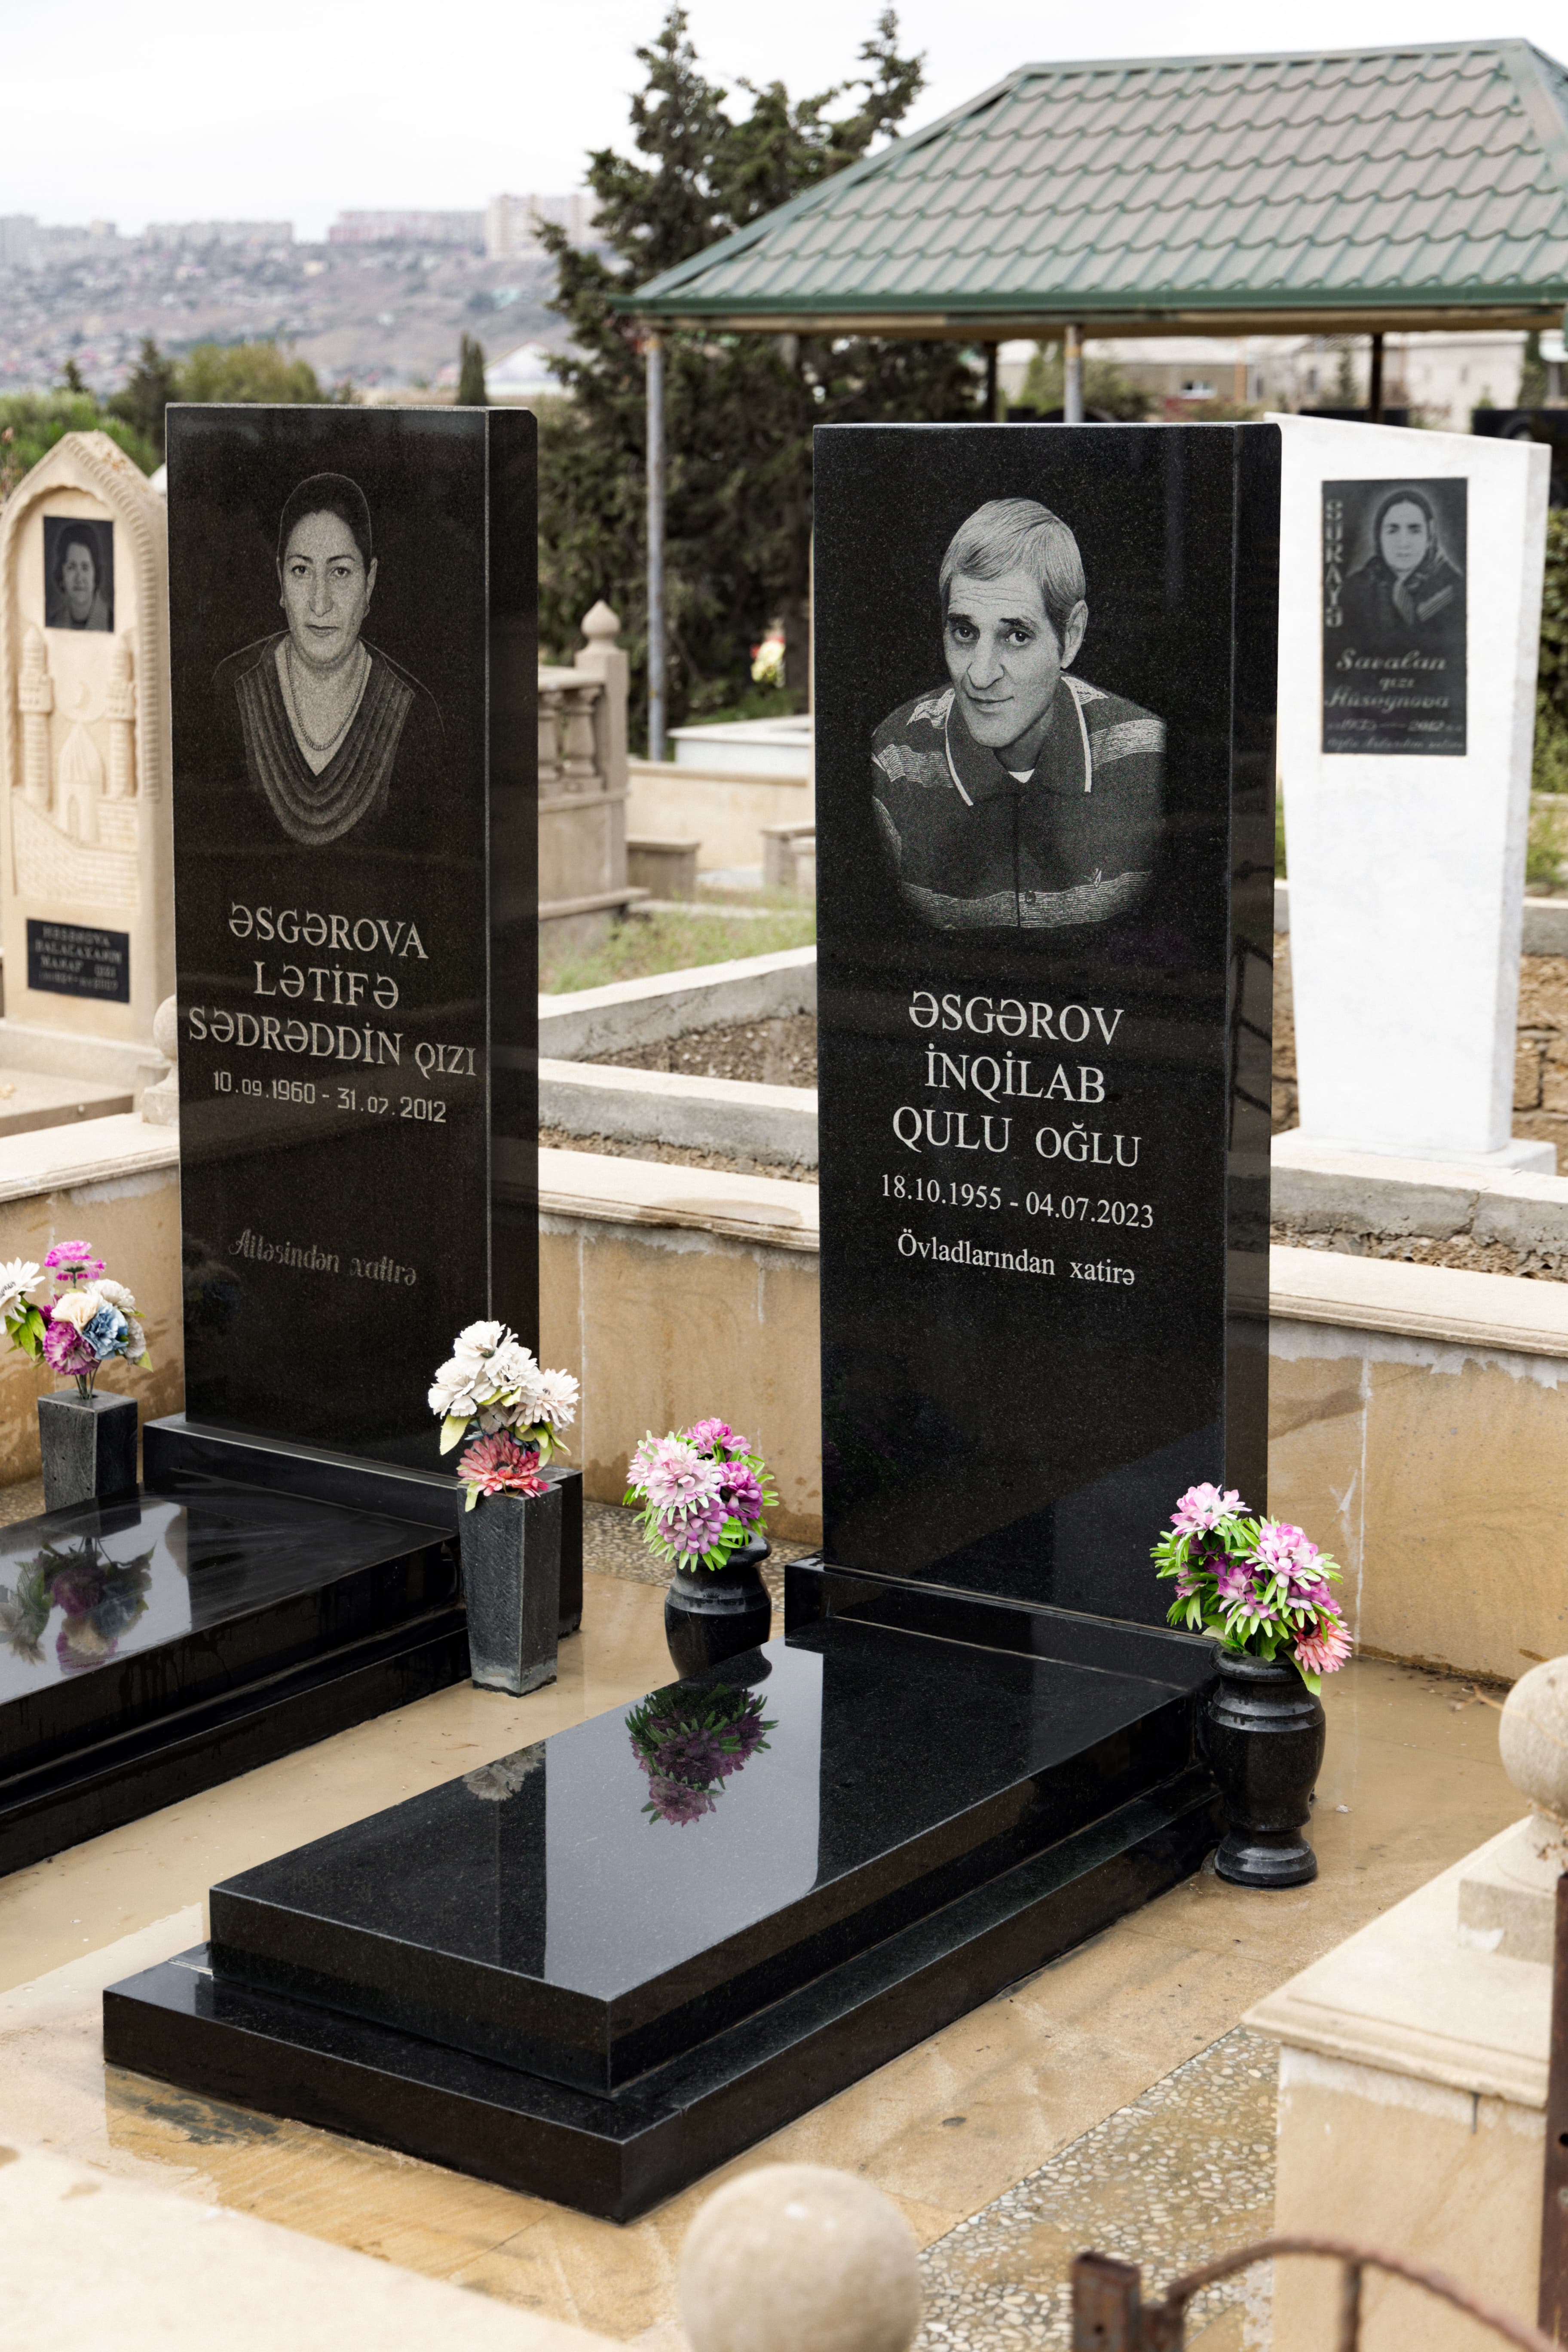 ƏSGƏROVA
LƏTİFƏ
SƏDRƏDDİN QIZI
10.09.1960 - 31.07.2012
Ailəsindən xatirə
ƏSGƏROV
İNQİLAB
QULU OĞLU
18.10.1955 - 04.07.2023
Övladlarından xatirə
Savalan
qızı
Hüseynova
BALACAXANIM